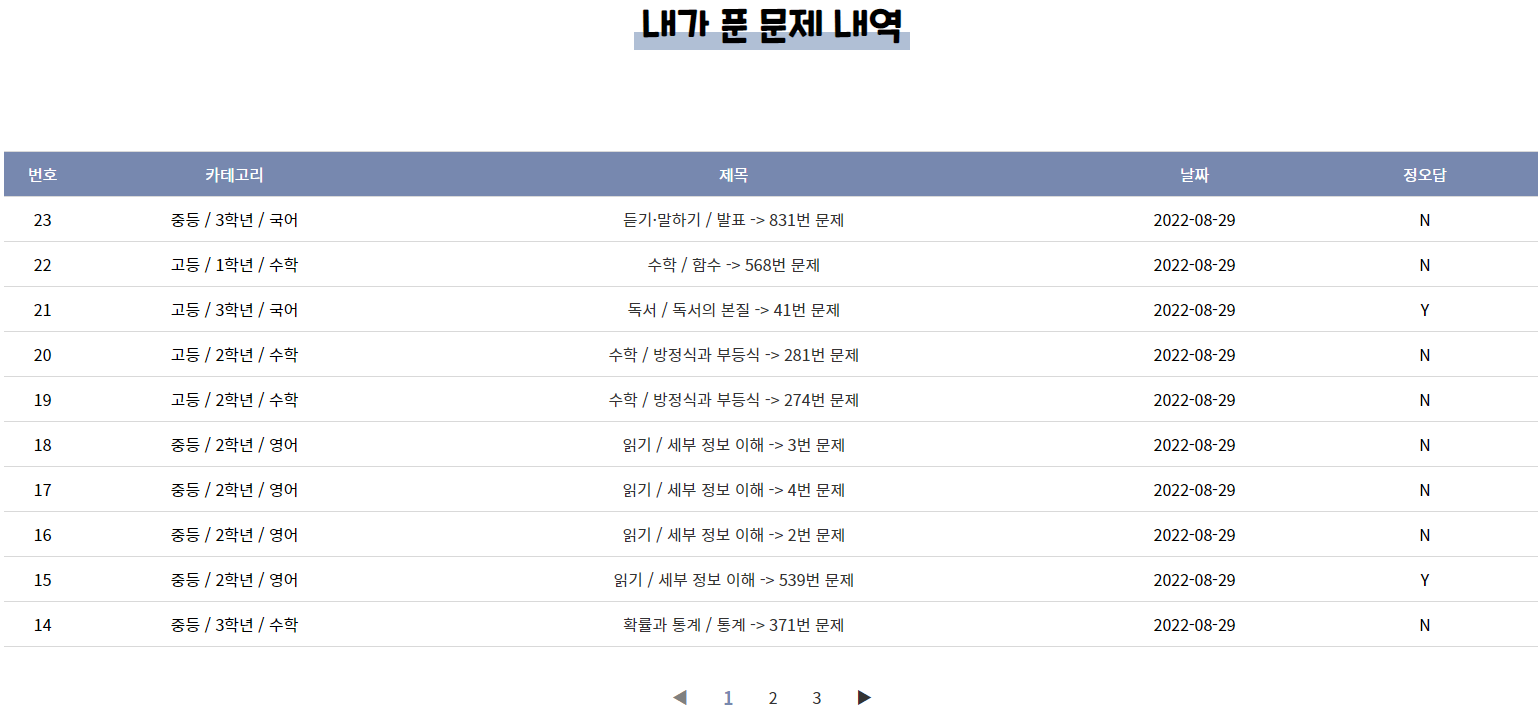 내가 푼 문제 내역
번호 카테고리 제목 날짜 정오답
23 중등 / 3학년 / 국어 듣기·말하기 / 발표 -> 831번 문제 2022-08-29 N
22 고등 / 1학년 / 수학 수학 / 함수 -> 568번 문제 2022-08-29 N
21 고등 / 3학년 / 국어 독서 / 독서의 본질 -> 41번 문제 2022-08-29 Y
20 고등 / 2학년 / 수학 수학 / 방정식과 부등식 -> 281번 문제 2022-08-29 N
19 고등 / 2학년 / 수학 수학 / 방정식과 부등식 -> 274번 문제 2022-08-29 N
18 중등 / 2학년 / 영어 읽기 / 세부 정보 이해 -> 3번 문제 2022-08-29 N
17 중등 / 2학년 / 영어 읽기 / 세부 정보 이해 -> 4번 문제 2022-08-29 N
16 중등 / 2학년 / 영어 읽기 / 세부 정보 이해 -> 2번 문제 2022-08-29 N
15 중등 / 2학년 / 영어 읽기 / 세부 정보 이해 -> 539번 문제 2022-08-29 Y
14 중등 / 3학년 / 수학 확률과 통계 / 통계 -> 371번 문제 2022-08-29 N
◀ 1 2 3 ▶